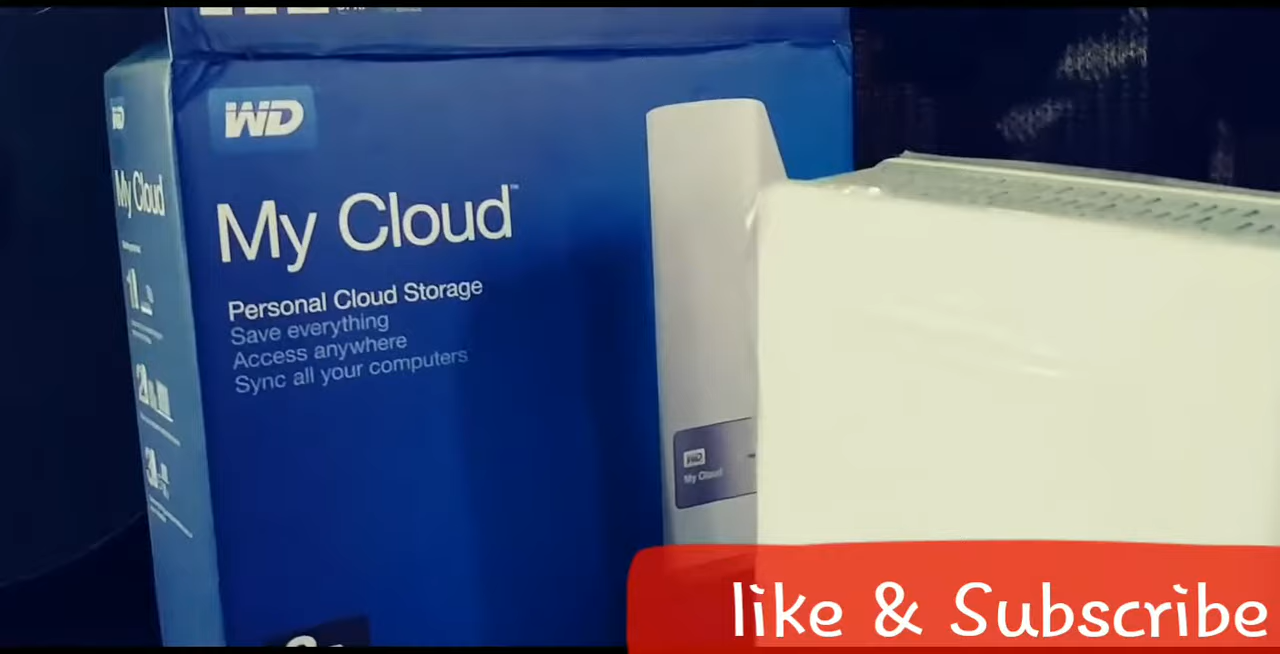 WD
My Cloud™
Personal Cloud Storage
Save everything
Access anywhere
Sync all your computers
WD
My Cloud
WD
My Cloud
like & Subscribe